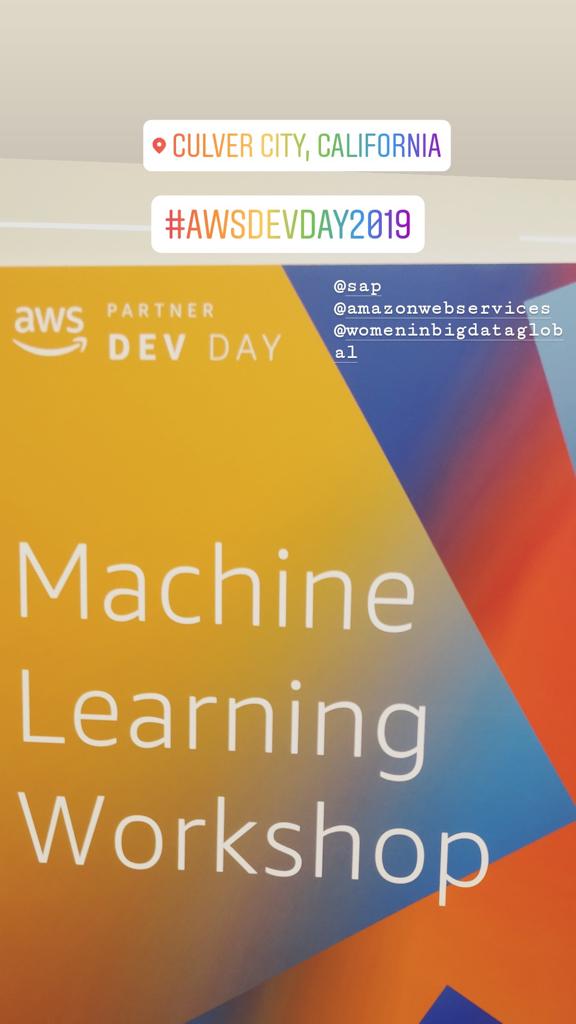 CULVER CITY, CALIFORNIA
#AWSDEVDAY2019
@sap
@amazonwebservices
@womeninbigdataglob
al
aws PARTNER
DEV DAY
Machine
Learning
Workshop